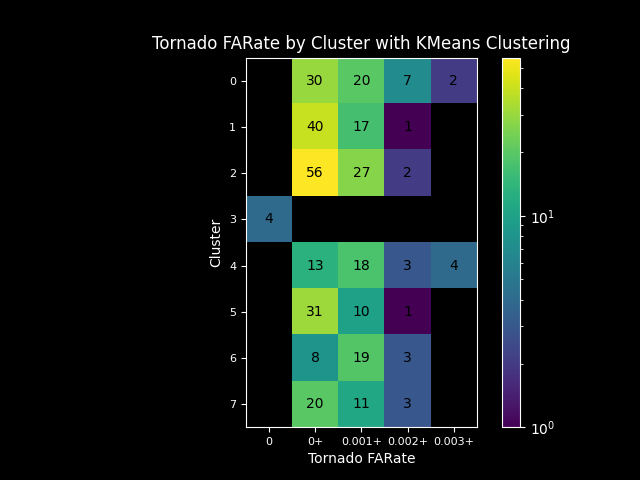 Tornado FARate by Cluster with KMeans Clustering
0 30 20 7 2
1 40 17 1
2 56 27 2
3 4
4 13 18 3 4
5 31 10 1
6 8 19 3
7 20 11 3
0 0+ 0.001+ 0.002+ 0.003+
Tornado FARate
Cluster
10¹
10⁰